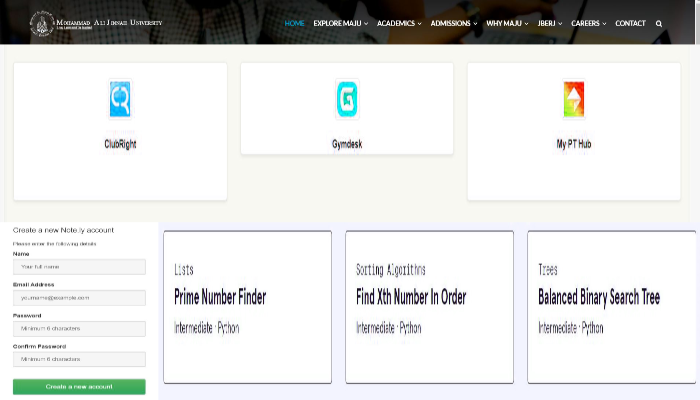 MOHAMMAD ALI JINNAH UNIVERSITY
HOME EXPLORE MAJU ACADEMICS ADMISSIONS WHY MAJU JBERJ CAREERS CONTACT
ClubRight
Gymdesk
My PT Hub
Create a new Note.ly account
Please enter the following details
Name
Your full name
Email Address
yourname@example.com
Password
Minimum 6 characters
Confirm Password
Minimum 6 characters
Create a new account
Lists
Prime Number Finder
Intermediate · Python
Sorting Algorithms
Find Xth Number In Order
Intermediate · Python
Trees
Balanced Binary Search Tree
Intermediate · Python